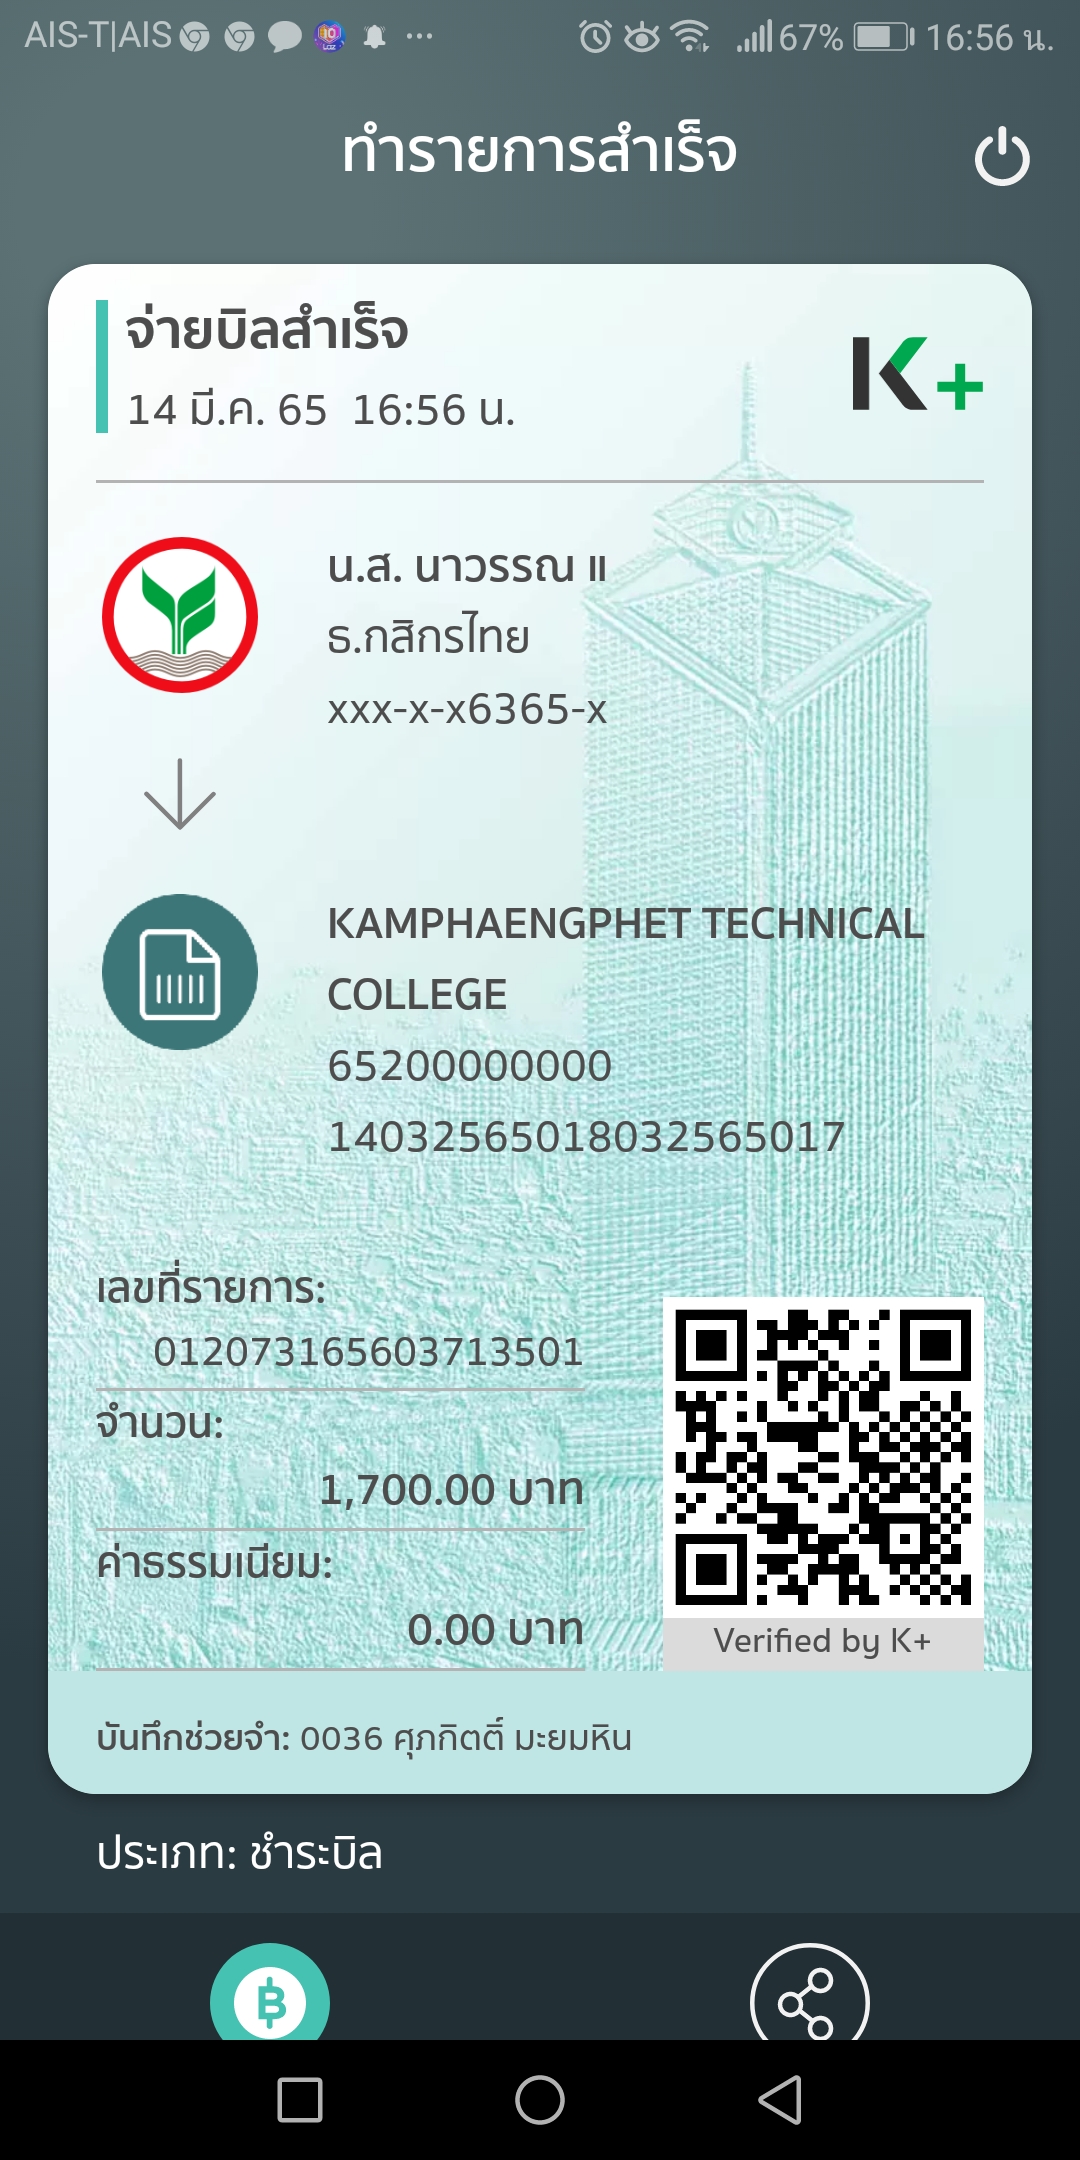 AIS-T|AIS 67% 16:56 น.
ทำรายการสำเร็จ
จ่ายบิลสำเร็จ
14 มี.ค. 65 16:56 น.
K+
น.ส. นาวรรณ แ
ธ.กสิกรไทย
xxx-x-x6365-x
KAMPHAENGPHET TECHNICAL
COLLEGE
65200000000
14032565018032565017
เลขที่รายการ:
012073165603713501
จำนวน:
1,700.00 บาท
ค่าธรรมเนียม:
0.00 บาท
Verified by K+
บันทึกช่วยจำ: 0036 ศุภกิตติ์ มะยมหิน
ประเภท: ชำระบิล